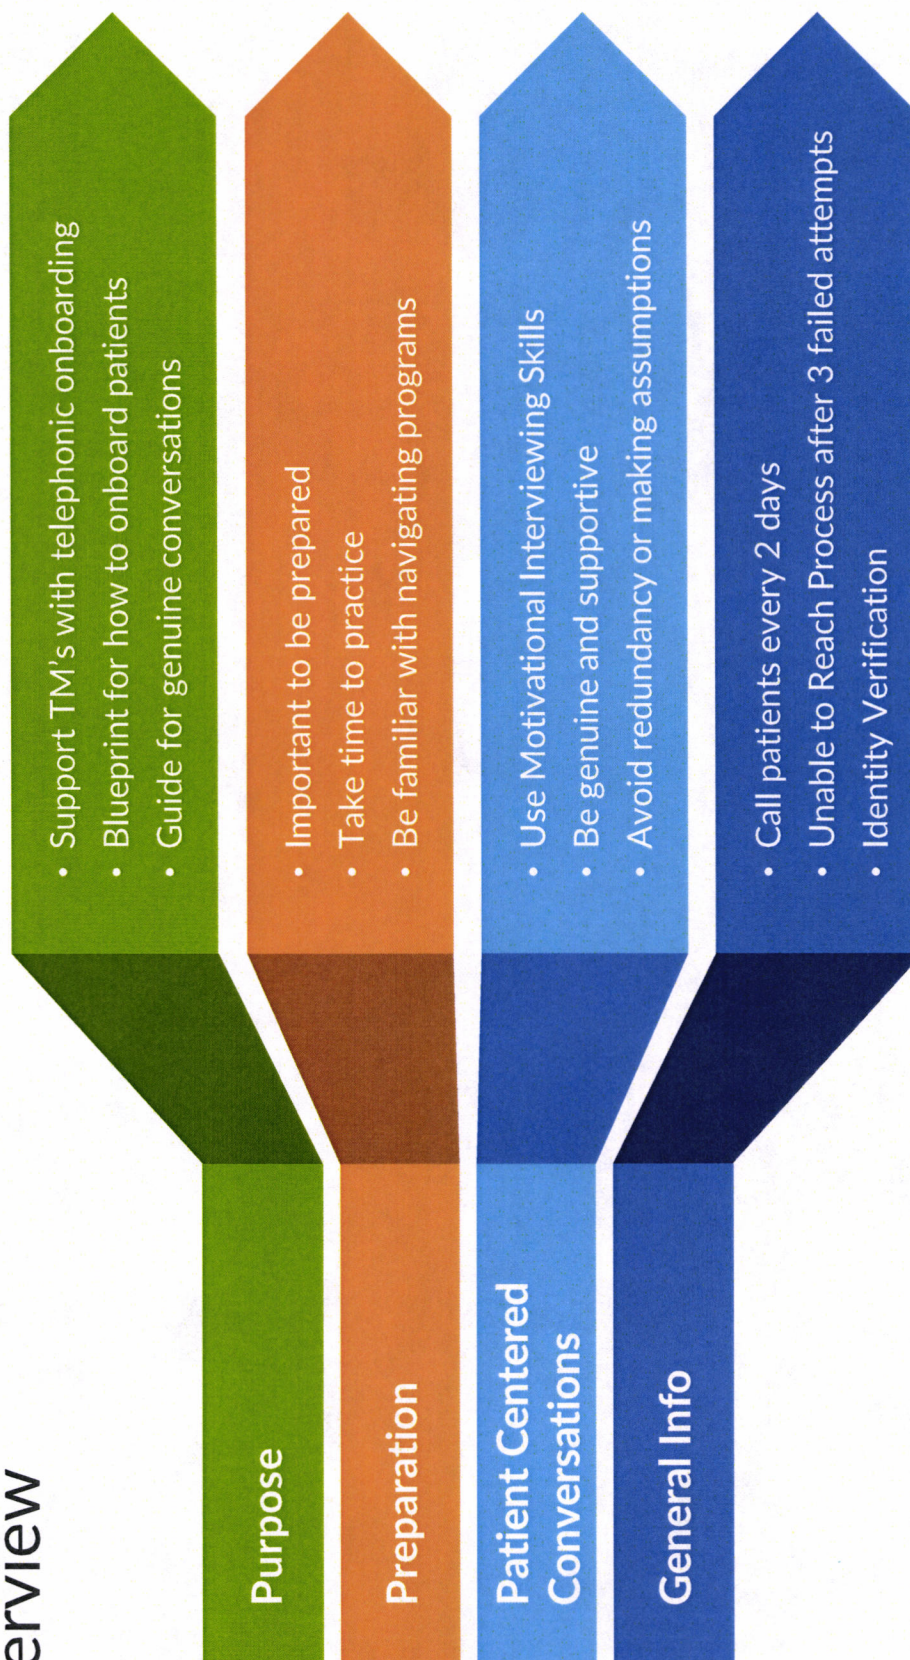 erview
Purpose
• Support TM's with telephonic onboarding
• Blueprint for how to onboard patients
• Guide for genuine conversations
Preparation
• Important to be prepared
• Take time to practice
• Be familiar with navigating programs
Patient Centered
Conversations
• Use Motivational Interviewing Skills
• Be genuine and supportive
• Avoid redundancy or making assumptions
General Info
• Call patients every 2 days
• Unable to Reach Process after 3 failed attempts
• Identity Verification